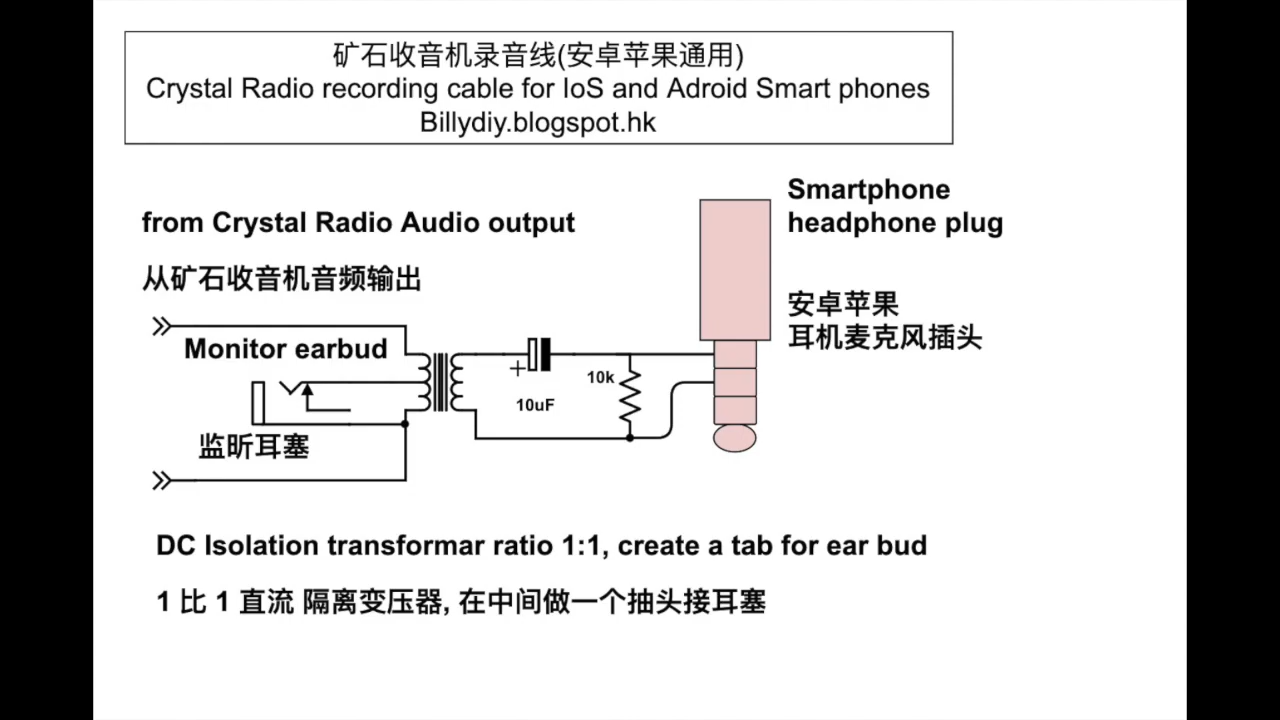 矿石收音机录音线(安卓苹果通用)
Crystal Radio recording cable for IoS and Adroid Smart phones
Billydiy.blogspot.hk
Smartphone
headphone plug
from Crystal Radio Audio output
从矿石收音机音频输出
安卓苹果
耳机麦克风插头
Monitor earbud
10k
+
10uF
监昕耳塞
DC Isolation transformar ratio 1:1, create a tab for ear bud
1 比 1 直流 隔离变压器, 在中间做一个抽头接耳塞